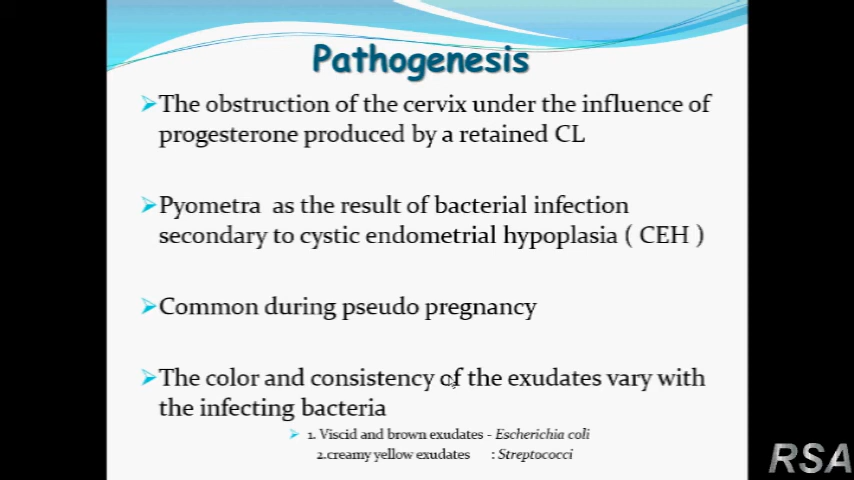 Pathogenesis
The obstruction of the cervix under the influence of
progesterone produced by a retained CL
Pyometra as the result of bacterial infection
secondary to cystic endometrial hypoplasia ( CEH )
Common during pseudo pregnancy
The color and consistency of the exudates vary with
the infecting bacteria
1. Viscid and brown exudates - Escherichia coli
2.creamy yellow exudates : Streptococci
RSA